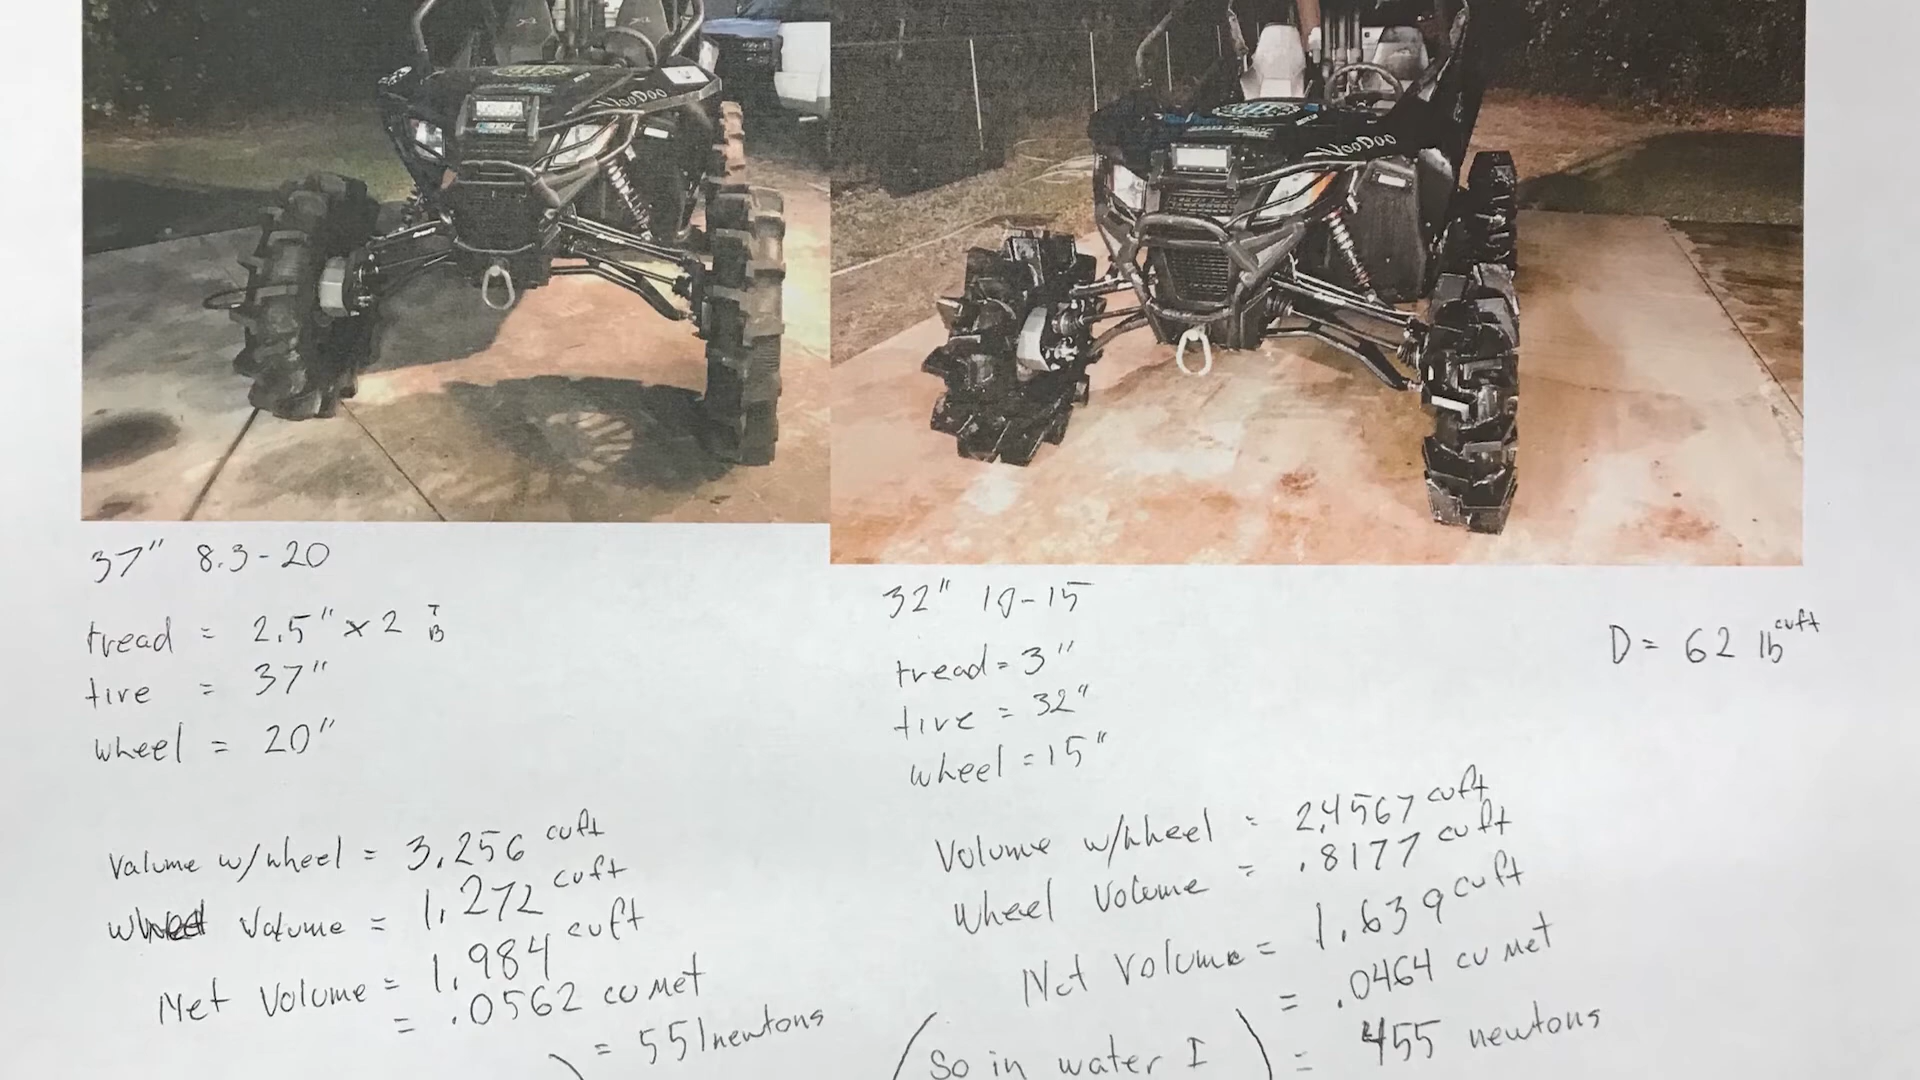 VooDoo
VooDoo
37" 8.3-20
tread = 2.5" x 2 T B
tire = 37"
wheel = 20"
Volume w/wheel = 3.256 cuft
Wheel Volume = 1.272 cuft
Net Volume = 1.984 cuft
= .0562 cu met
= 551 newtons
32" 10-15
tread = 3"
tire = 32"
wheel = 15"
D = 62 lb cuft
Volume w/wheel = 2.4567 cuft
Wheel Volume = .8177 cuft
Net Volume = 1.639 cuft
= .0464 cu met
= 455 newtons
(So in water I )